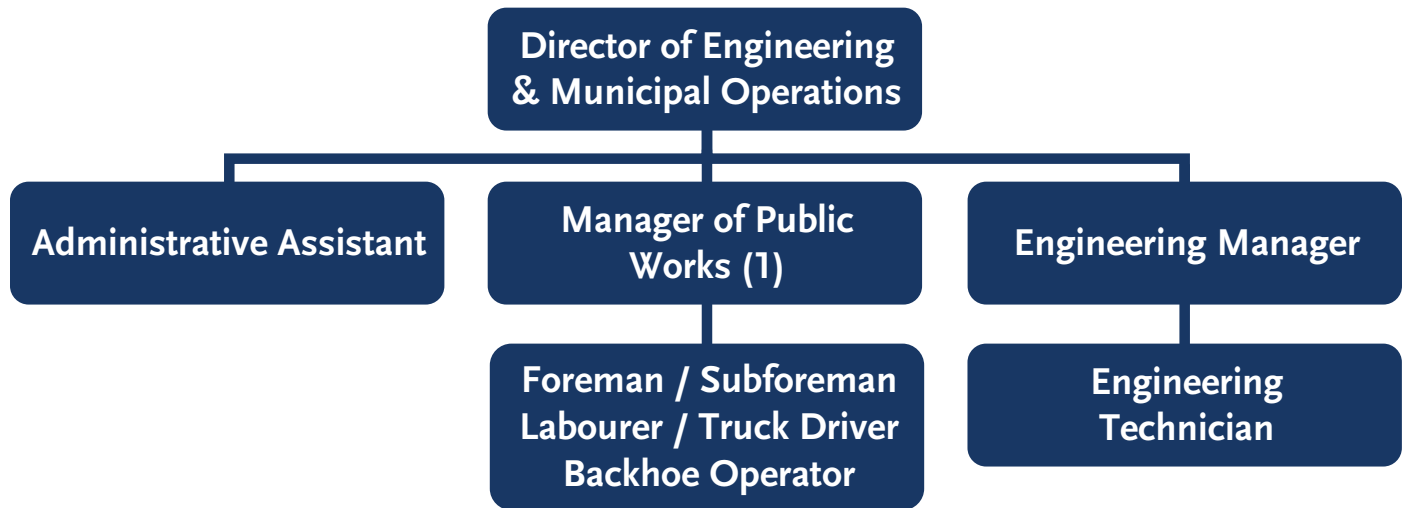 Director of Engineering
& Municipal Operations
Administrative Assistant
Manager of Public
Works (1)
Engineering Manager
Foreman / Subforeman
Labourer / Truck Driver
Backhoe Operator
Engineering
Technician